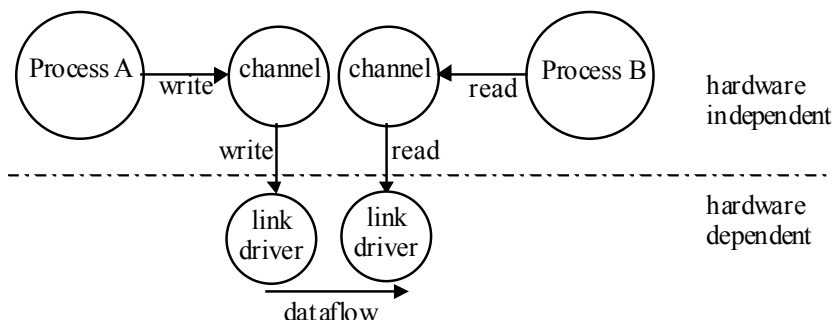 Process A
write
channel
channel
read
Process B
hardware
independent
write
read
link
driver
link
driver
hardware
dependent
dataflow